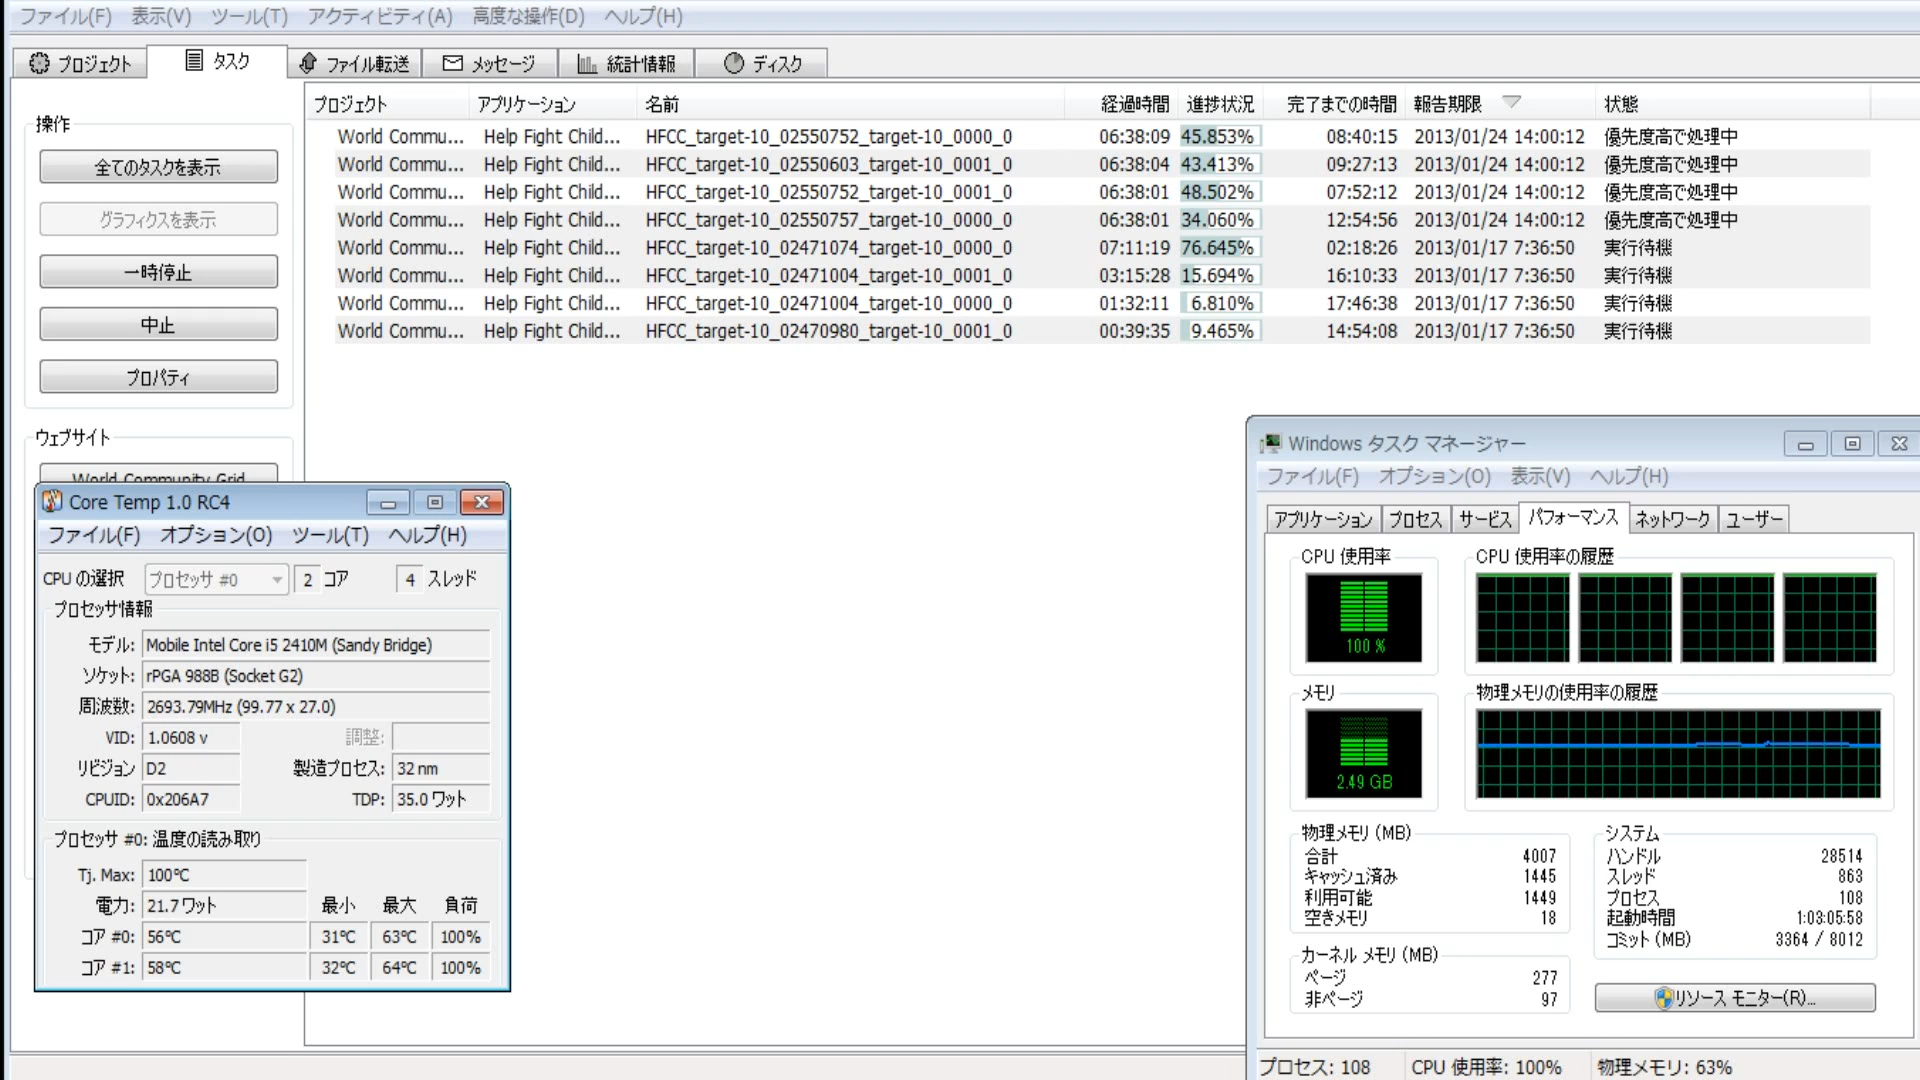 ファイル(F) 表示(V) ツール(T) アクティビティ(A) 高度な操作(D) ヘルプ(H)
プロジェクト タスク ファイル転送 メッセージ 統計情報 ディスク
操作
全てのタスクを表示
グラフィクスを表示
一時停止
中止
プロパティ
ウェブサイト
World Community Grid
プロジェクト アプリケーション 名前 経過時間 進捗状況 完了までの時間 報告期限 状態
World Commu... Help Fight Child... HFCC_target-10_02550752_target-10_0000_0 06:38:09 45.853% 08:40:15 2013/01/24 14:00:12 優先度高で処理中
World Commu... Help Fight Child... HFCC_target-10_02550603_target-10_0001_0 06:38:04 43.413% 09:27:13 2013/01/24 14:00:12 優先度高で処理中
World Commu... Help Fight Child... HFCC_target-10_02550752_target-10_0001_0 06:38:01 48.502% 07:52:12 2013/01/24 14:00:12 優先度高で処理中
World Commu... Help Fight Child... HFCC_target-10_02550757_target-10_0000_0 06:38:01 34.060% 12:54:56 2013/01/24 14:00:12 優先度高で処理中
World Commu... Help Fight Child... HFCC_target-10_02471074_target-10_0000_0 07:11:19 76.645% 02:18:26 2013/01/17 7:36:50 実行待機
World Commu... Help Fight Child... HFCC_target-10_02471004_target-10_0001_0 03:15:28 15.694% 16:10:33 2013/01/17 7:36:50 実行待機
World Commu... Help Fight Child... HFCC_target-10_02471004_target-10_0000_0 01:32:11 6.810% 17:46:38 2013/01/17 7:36:50 実行待機
World Commu... Help Fight Child... HFCC_target-10_02470980_target-10_0001_0 00:39:35 9.465% 14:54:08 2013/01/17 7:36:50 実行待機
Core Temp 1.0 RC4
ファイル(F) オプション(O) ツール(T) ヘルプ(H)
CPU の選択 プロセッサ #0 2 コア 4 スレッド
プロセッサ情報
モデル: Mobile Intel Core i5 2410M (Sandy Bridge)
ソケット: rPGA 988B (Socket G2)
周波数: 2693.79MHz (99.77 x 27.0)
VID: 1.0608 v 調整:
リビジョン D2 製造プロセス: 32 nm
CPUID: 0x206A7 TDP: 35.0 ワット
プロセッサ #0: 温度の読み取り
Tj. Max: 100℃
電力: 21.7 ワット 最小 最大 負荷
コア #0: 56℃ 31℃ 63℃ 100%
コア #1: 58℃ 32℃ 64℃ 100%
Windows タスク マネージャー
ファイル(F) オプション(O) 表示(V) ヘルプ(H)
アプリケーション プロセス サービス パフォーマンス ネットワーク ユーザー
CPU 使用率 CPU 使用率の履歴
100 %
メモリ 物理メモリの使用率の履歴
2.49 GB
物理メモリ (MB)
合計 4007
キャッシュ済み 1445
利用可能 1449
空きメモリ 18
カーネル メモリ (MB)
ページ 277
非ページ 97
システム
ハンドル 28514
スレッド 863
プロセス 108
起動時間 1:03:05:58
コミット (MB) 3364 / 8012
リソース モニター(R)...
プロセス: 108 CPU 使用率: 100% 物理メモリ: 63%